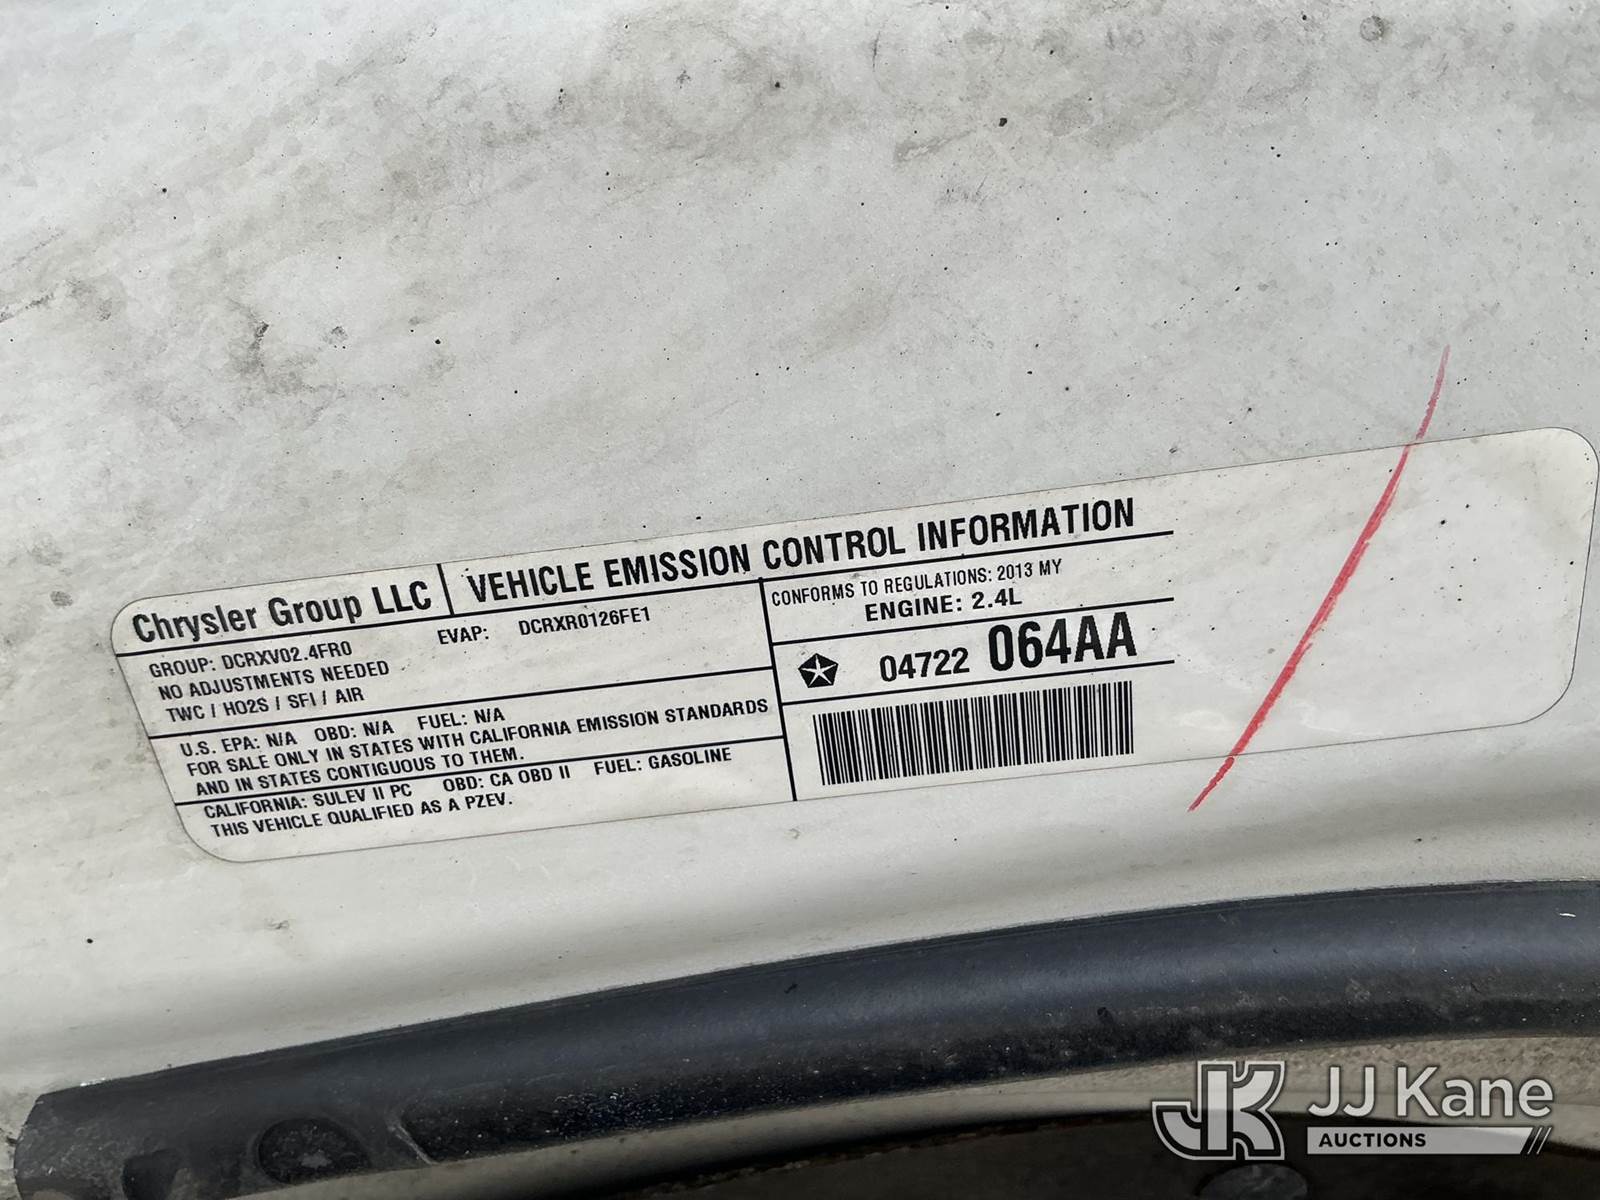 Chrysler Group LLC | VEHICLE EMISSION CONTROL INFORMATION
GROUP: DCRXV02.4FR0 EVAP: DCRXR0126FE1
NO ADJUSTMENTS NEEDED
TWC / HO2S / SFI / AIR
U.S. EPA: N/A OBD: N/A FUEL: N/A
FOR SALE ONLY IN STATES WITH CALIFORNIA EMISSION STANDARDS
AND IN STATES CONTIGUOUS TO THEM.
CALIFORNIA: SULEV II PC OBD: CA OBD II FUEL: GASOLINE
THIS VEHICLE QUALIFIED AS A PZEV.
CONFORMS TO REGULATIONS: 2013 MY
ENGINE: 2.4L
04722 064AA
JK JJ Kane
AUCTIONS